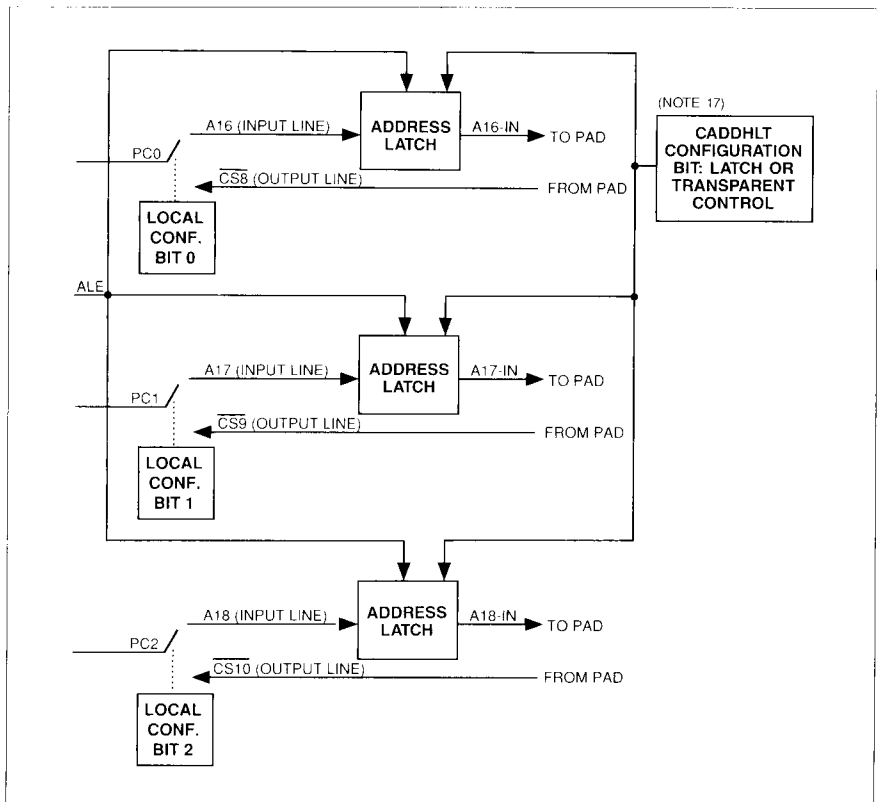 (NOTE 17)
CADDHLT
CONFIGURATION
BIT: LATCH OR
TRANSPARENT
CONTROL
A16 (INPUT LINE)
ADDRESS
LATCH
A16-IN
TO PAD
PC0
CS8 (OUTPUT LINE)
FROM PAD
LOCAL
CONF.
BIT 0
ALE
A17 (INPUT LINE)
ADDRESS
LATCH
A17-IN
TO PAD
PC1
CS9 (OUTPUT LINE)
FROM PAD
LOCAL
CONF.
BIT 1
A18 (INPUT LINE)
ADDRESS
LATCH
A18-IN
TO PAD
PC2
CS10 (OUTPUT LINE)
FROM PAD
LOCAL
CONF.
BIT 2